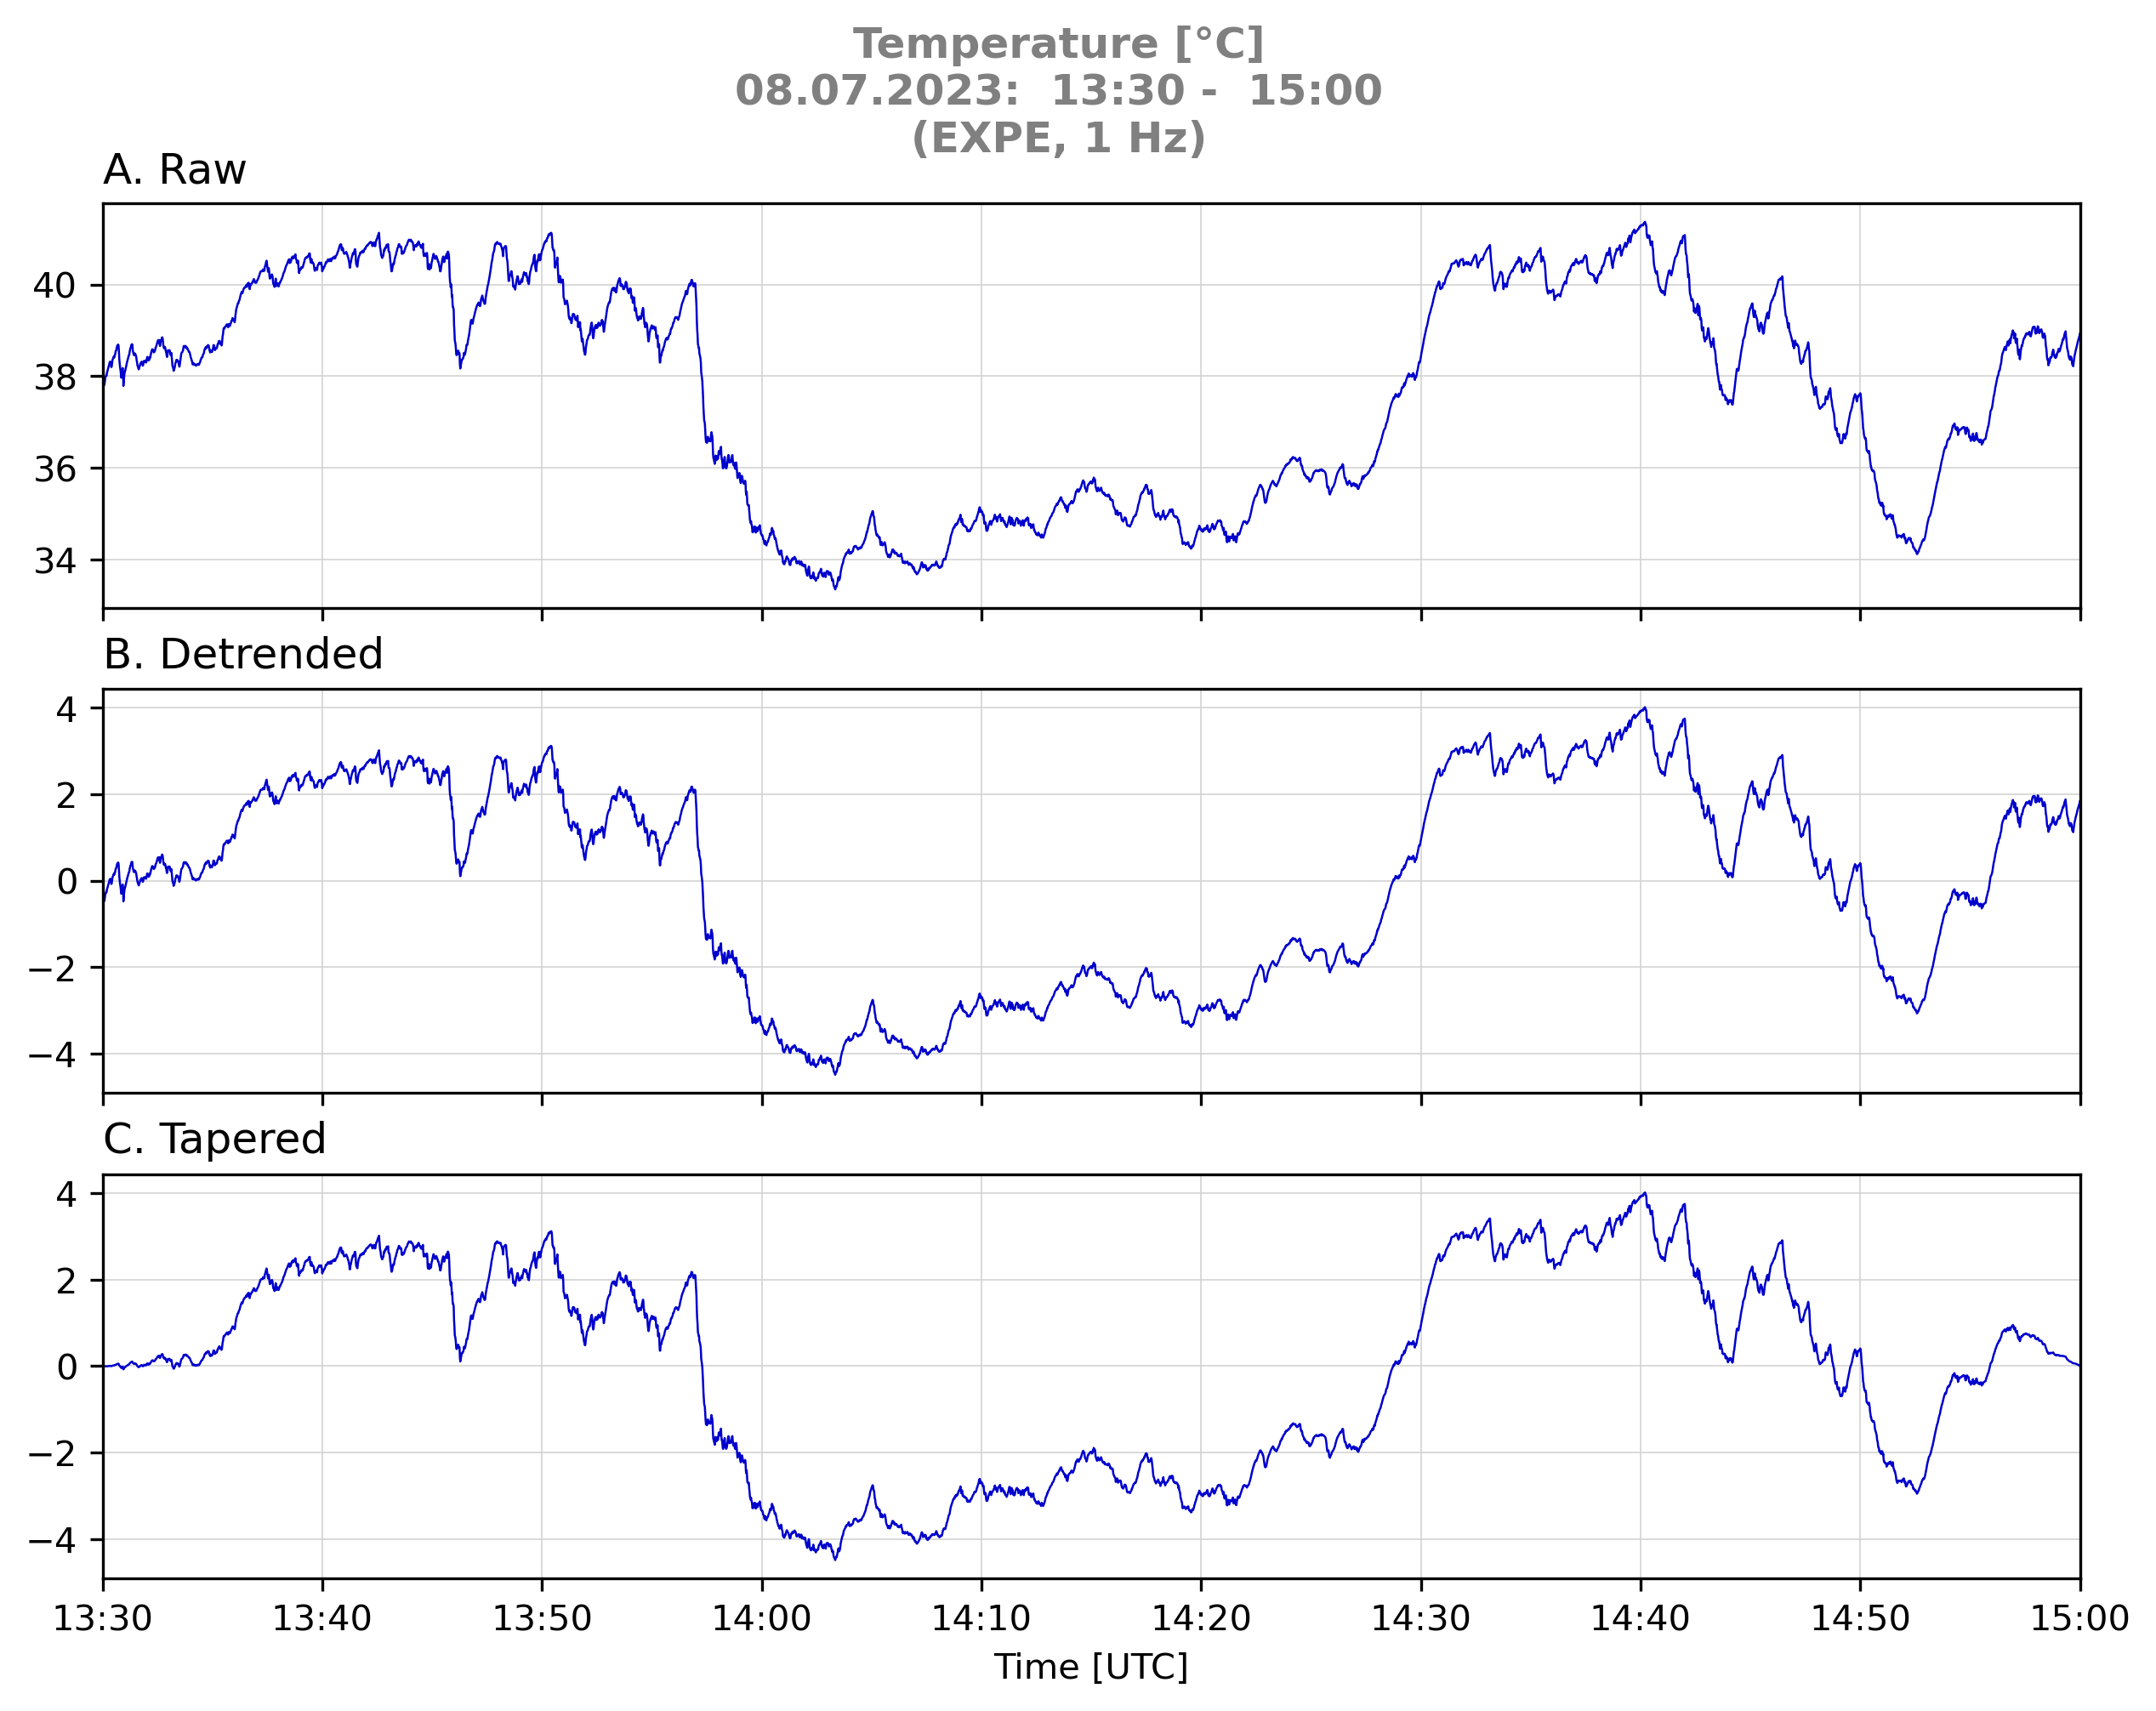 Temperature [°C]
08.07.2023:  13:30 -  15:00
(EXPE, 1 Hz)
A. Raw
40
38
36
34
B. Detrended
4
2
0
−2
−4
C. Tapered
4
2
0
−2
−4
13:30 13:40 13:50 14:00 14:10 14:20 14:30 14:40 14:50 15:00
Time [UTC]